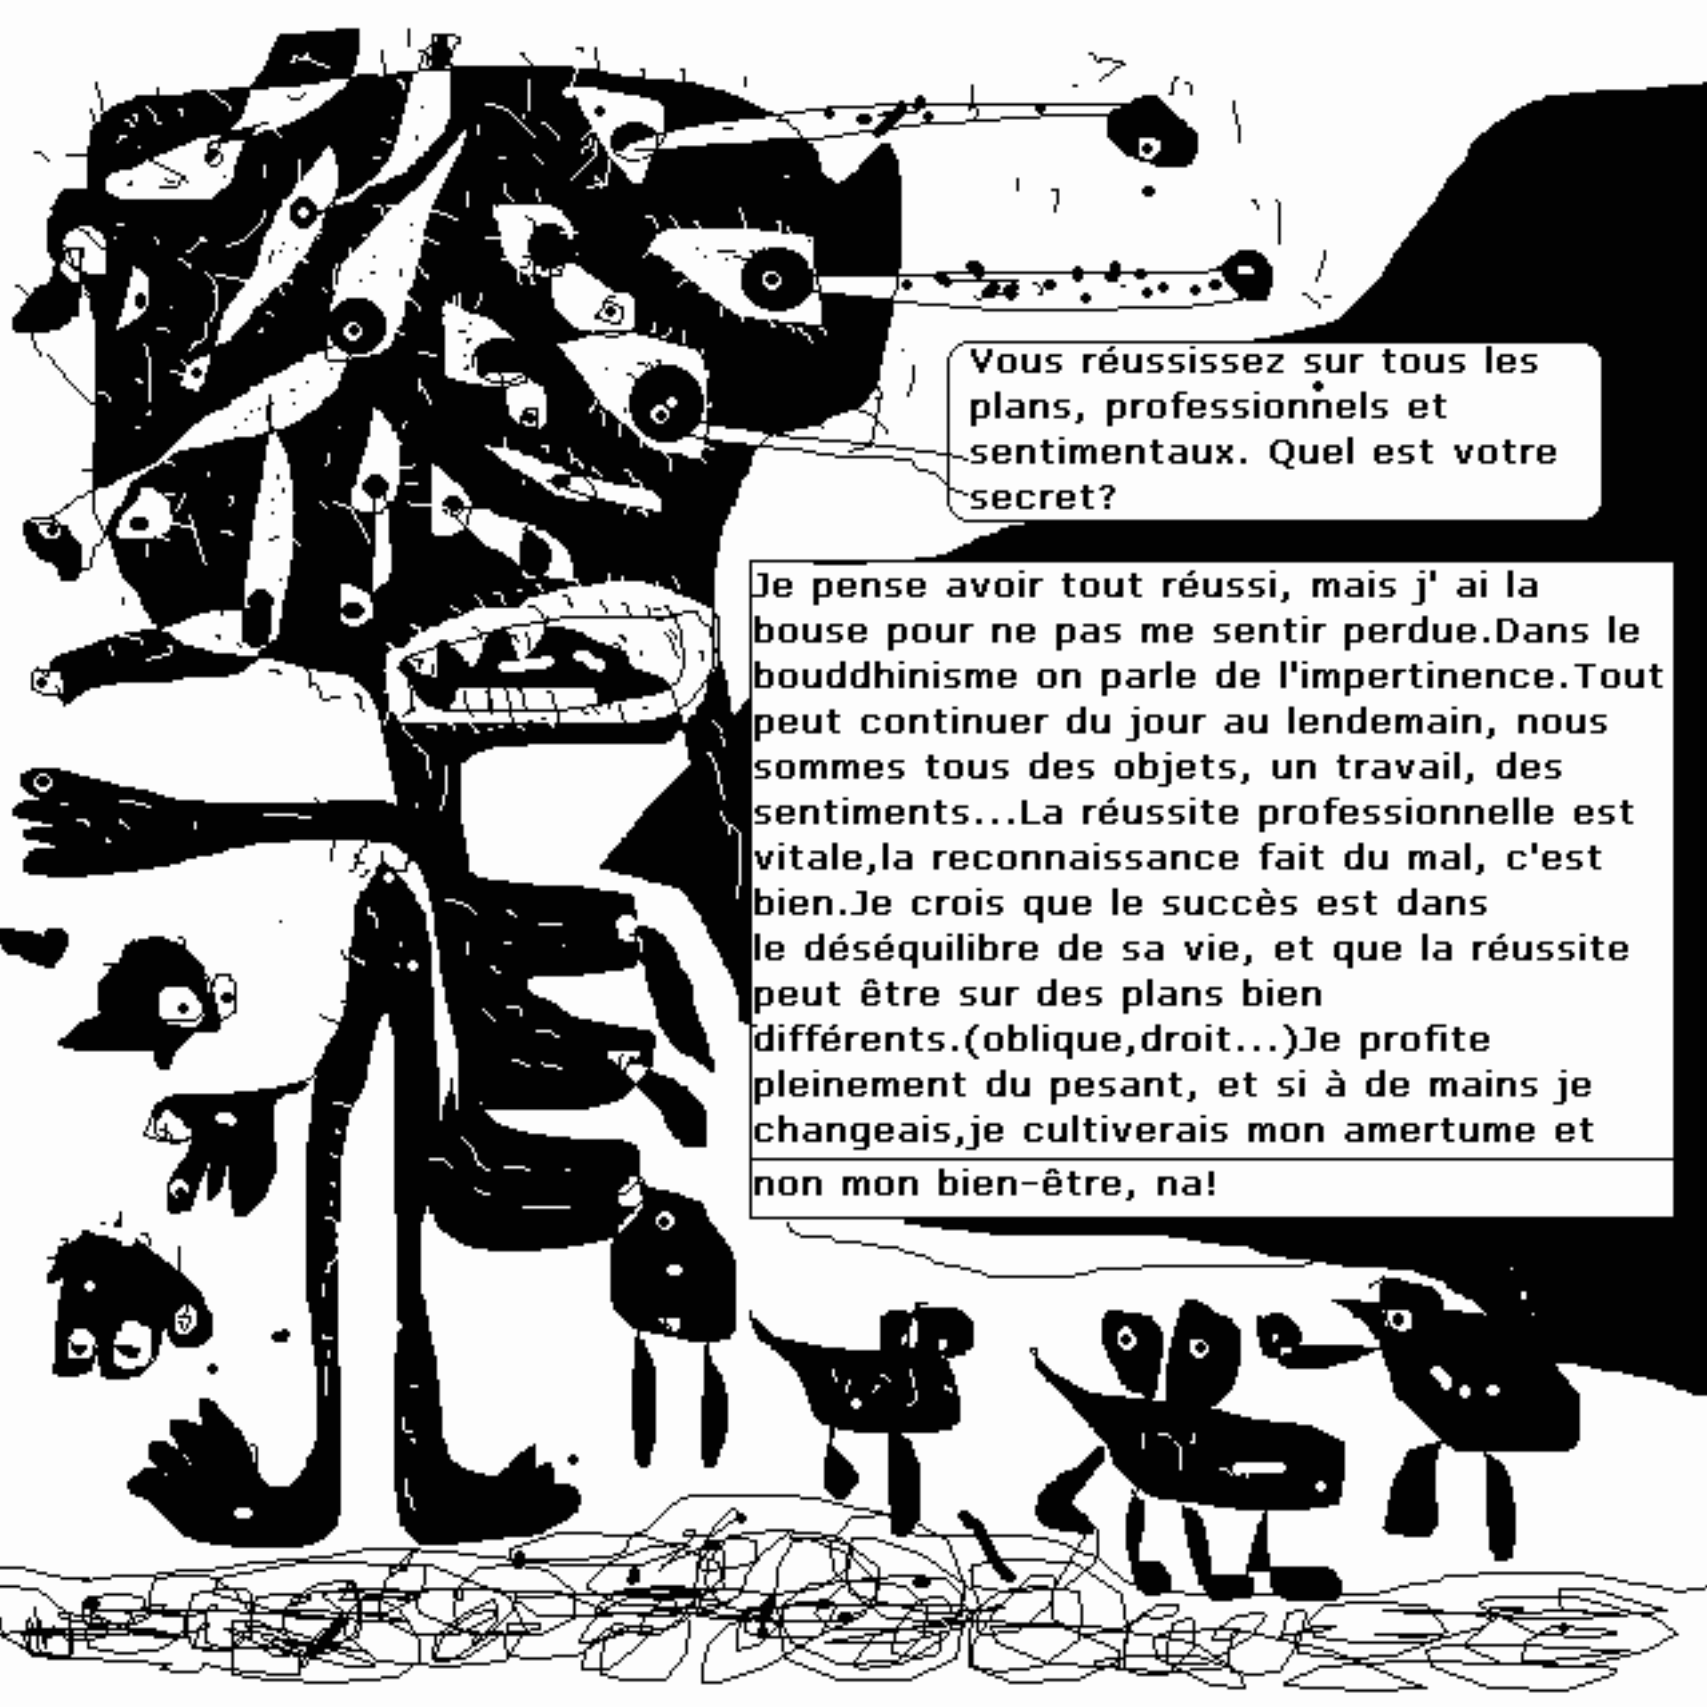 Vous réussissez sur tous les
plans, professionnels et
sentimentaux. Quel est votre
secret?
Je pense avoir tout réussi, mais j' ai la
bouse pour ne pas me sentir perdue.Dans le
bouddhinisme on parle de l'impertinence.Tout
peut continuer du jour au lendemain, nous
sommes tous des objets, un travail, des
sentiments...La réussite professionnelle est
vitale,la reconnaissance fait du mal, c'est
bien.Je crois que le succès est dans
le déséquilibre de sa vie, et que la réussite
peut être sur des plans bien
différents.(oblique,droit...)Je profite
pleinement du pesant, et si à de mains je
changeais,je cultiverais mon amertume et
non mon bien-être, na!